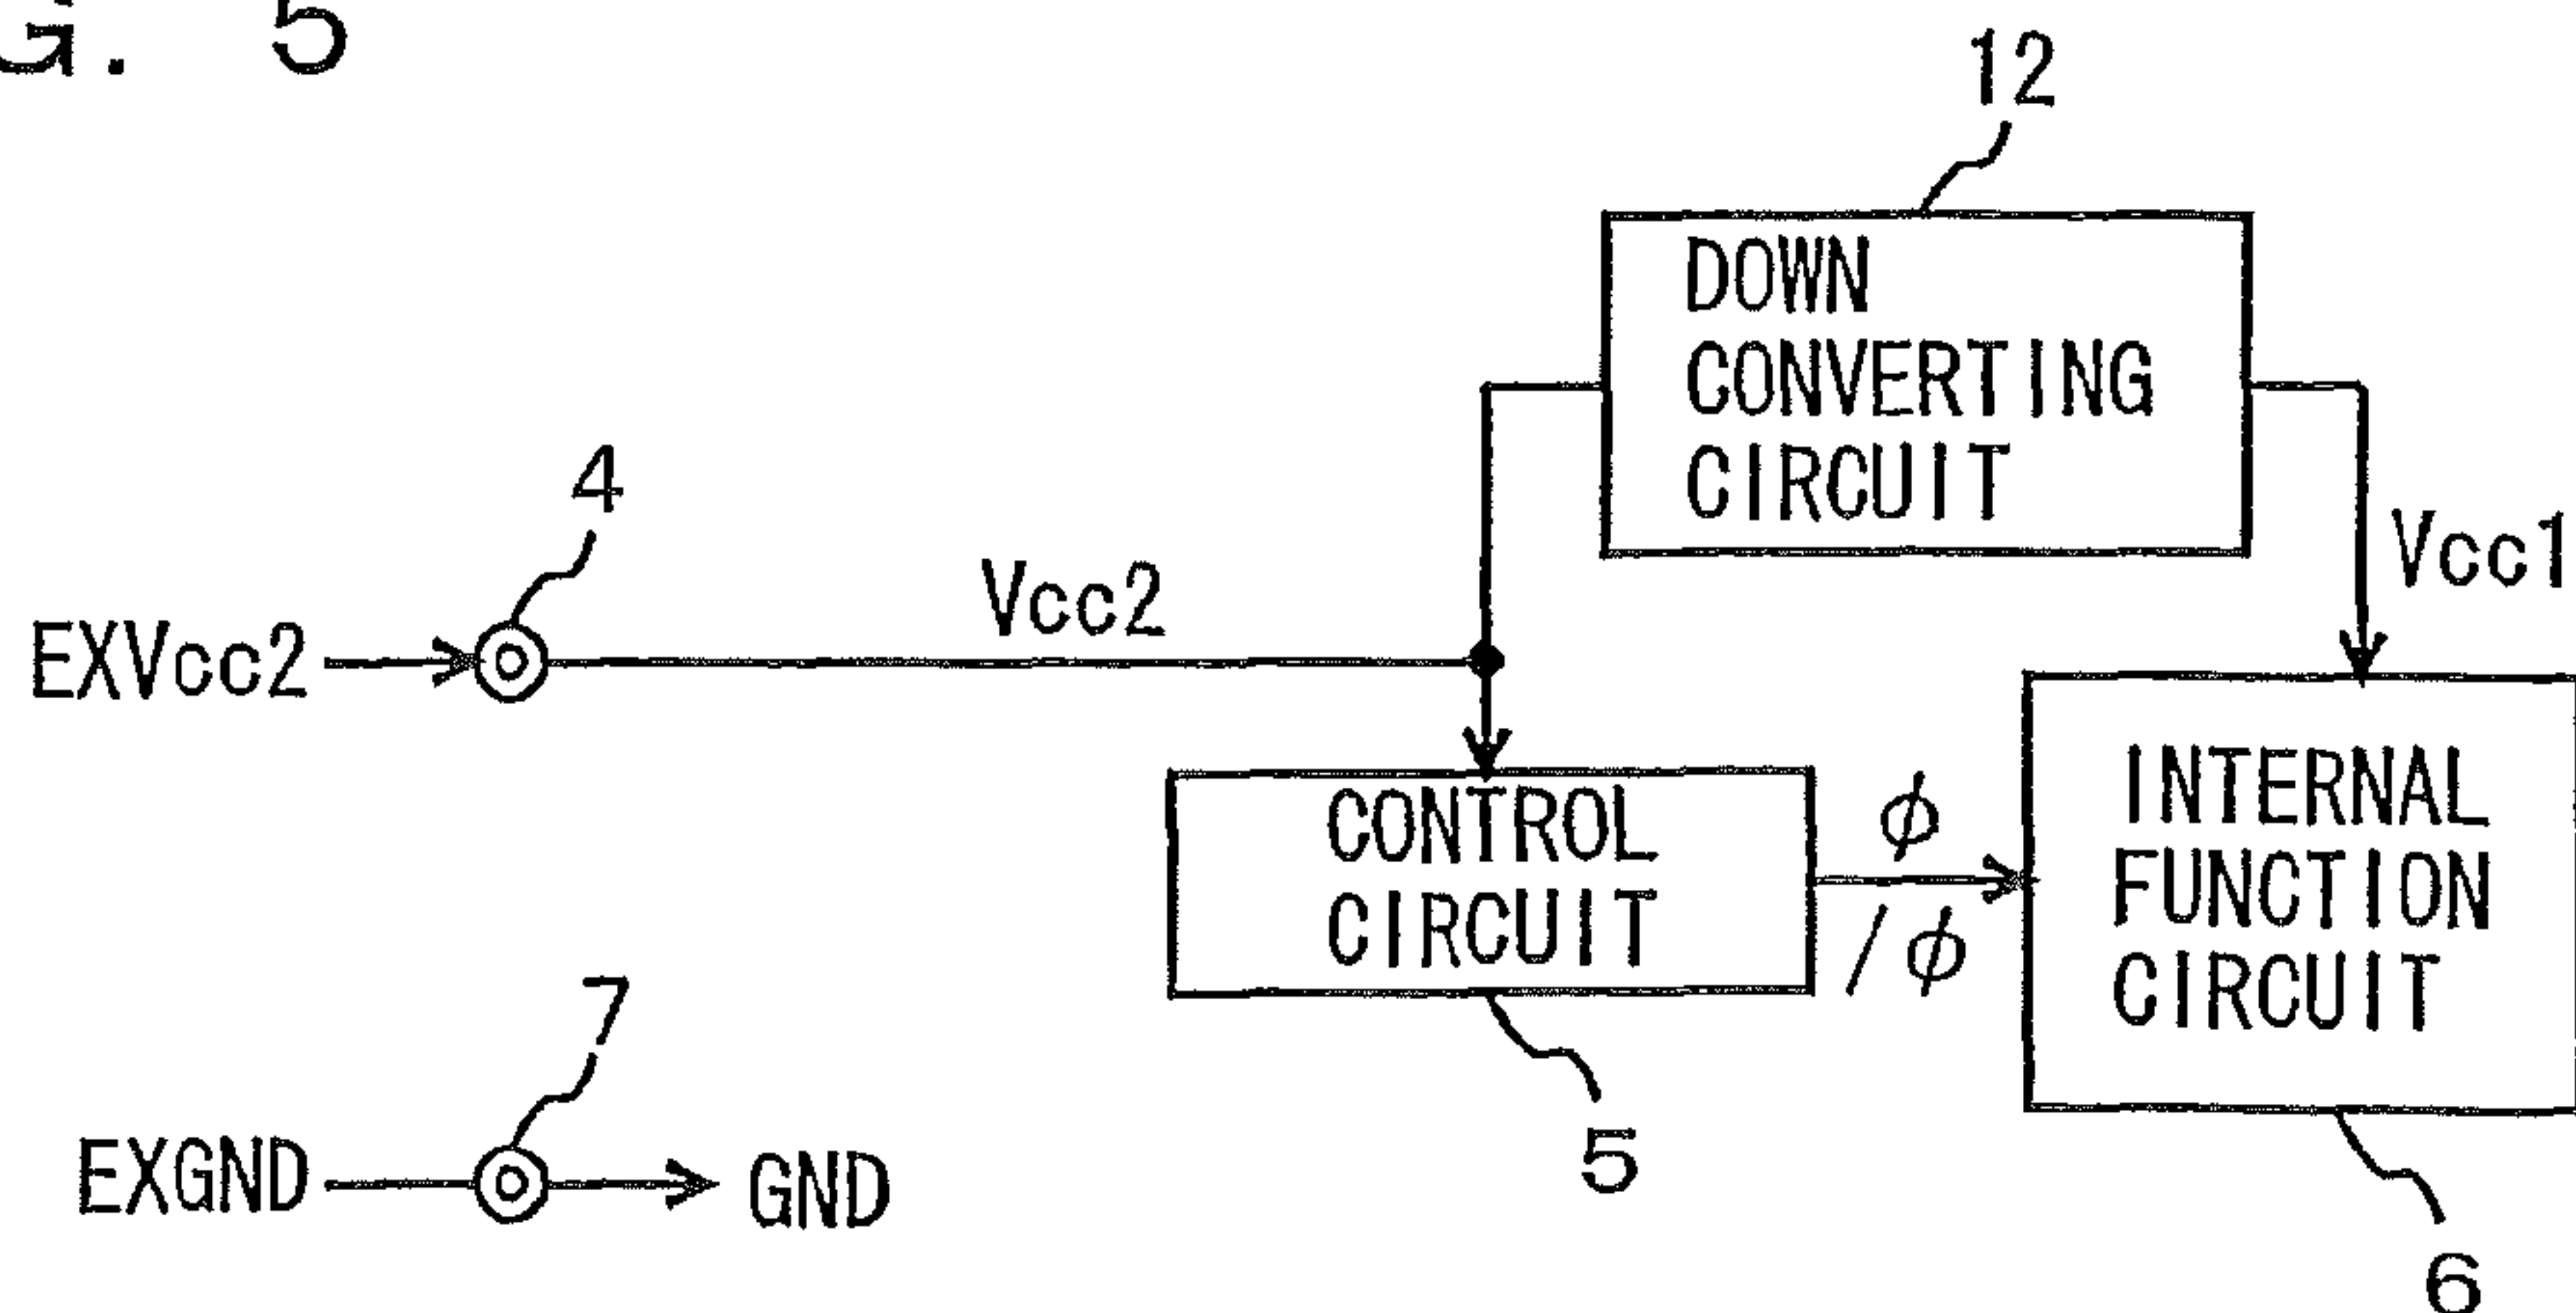 G. 5
12
DOWN
CONVERTING
CIRCUIT
4
Vcc1
Vcc2
EXVcc2
CONTROL
CIRCUIT
φ
/φ
INTERNAL
FUNCTION
CIRCUIT
7
5
EXGND
GND
6